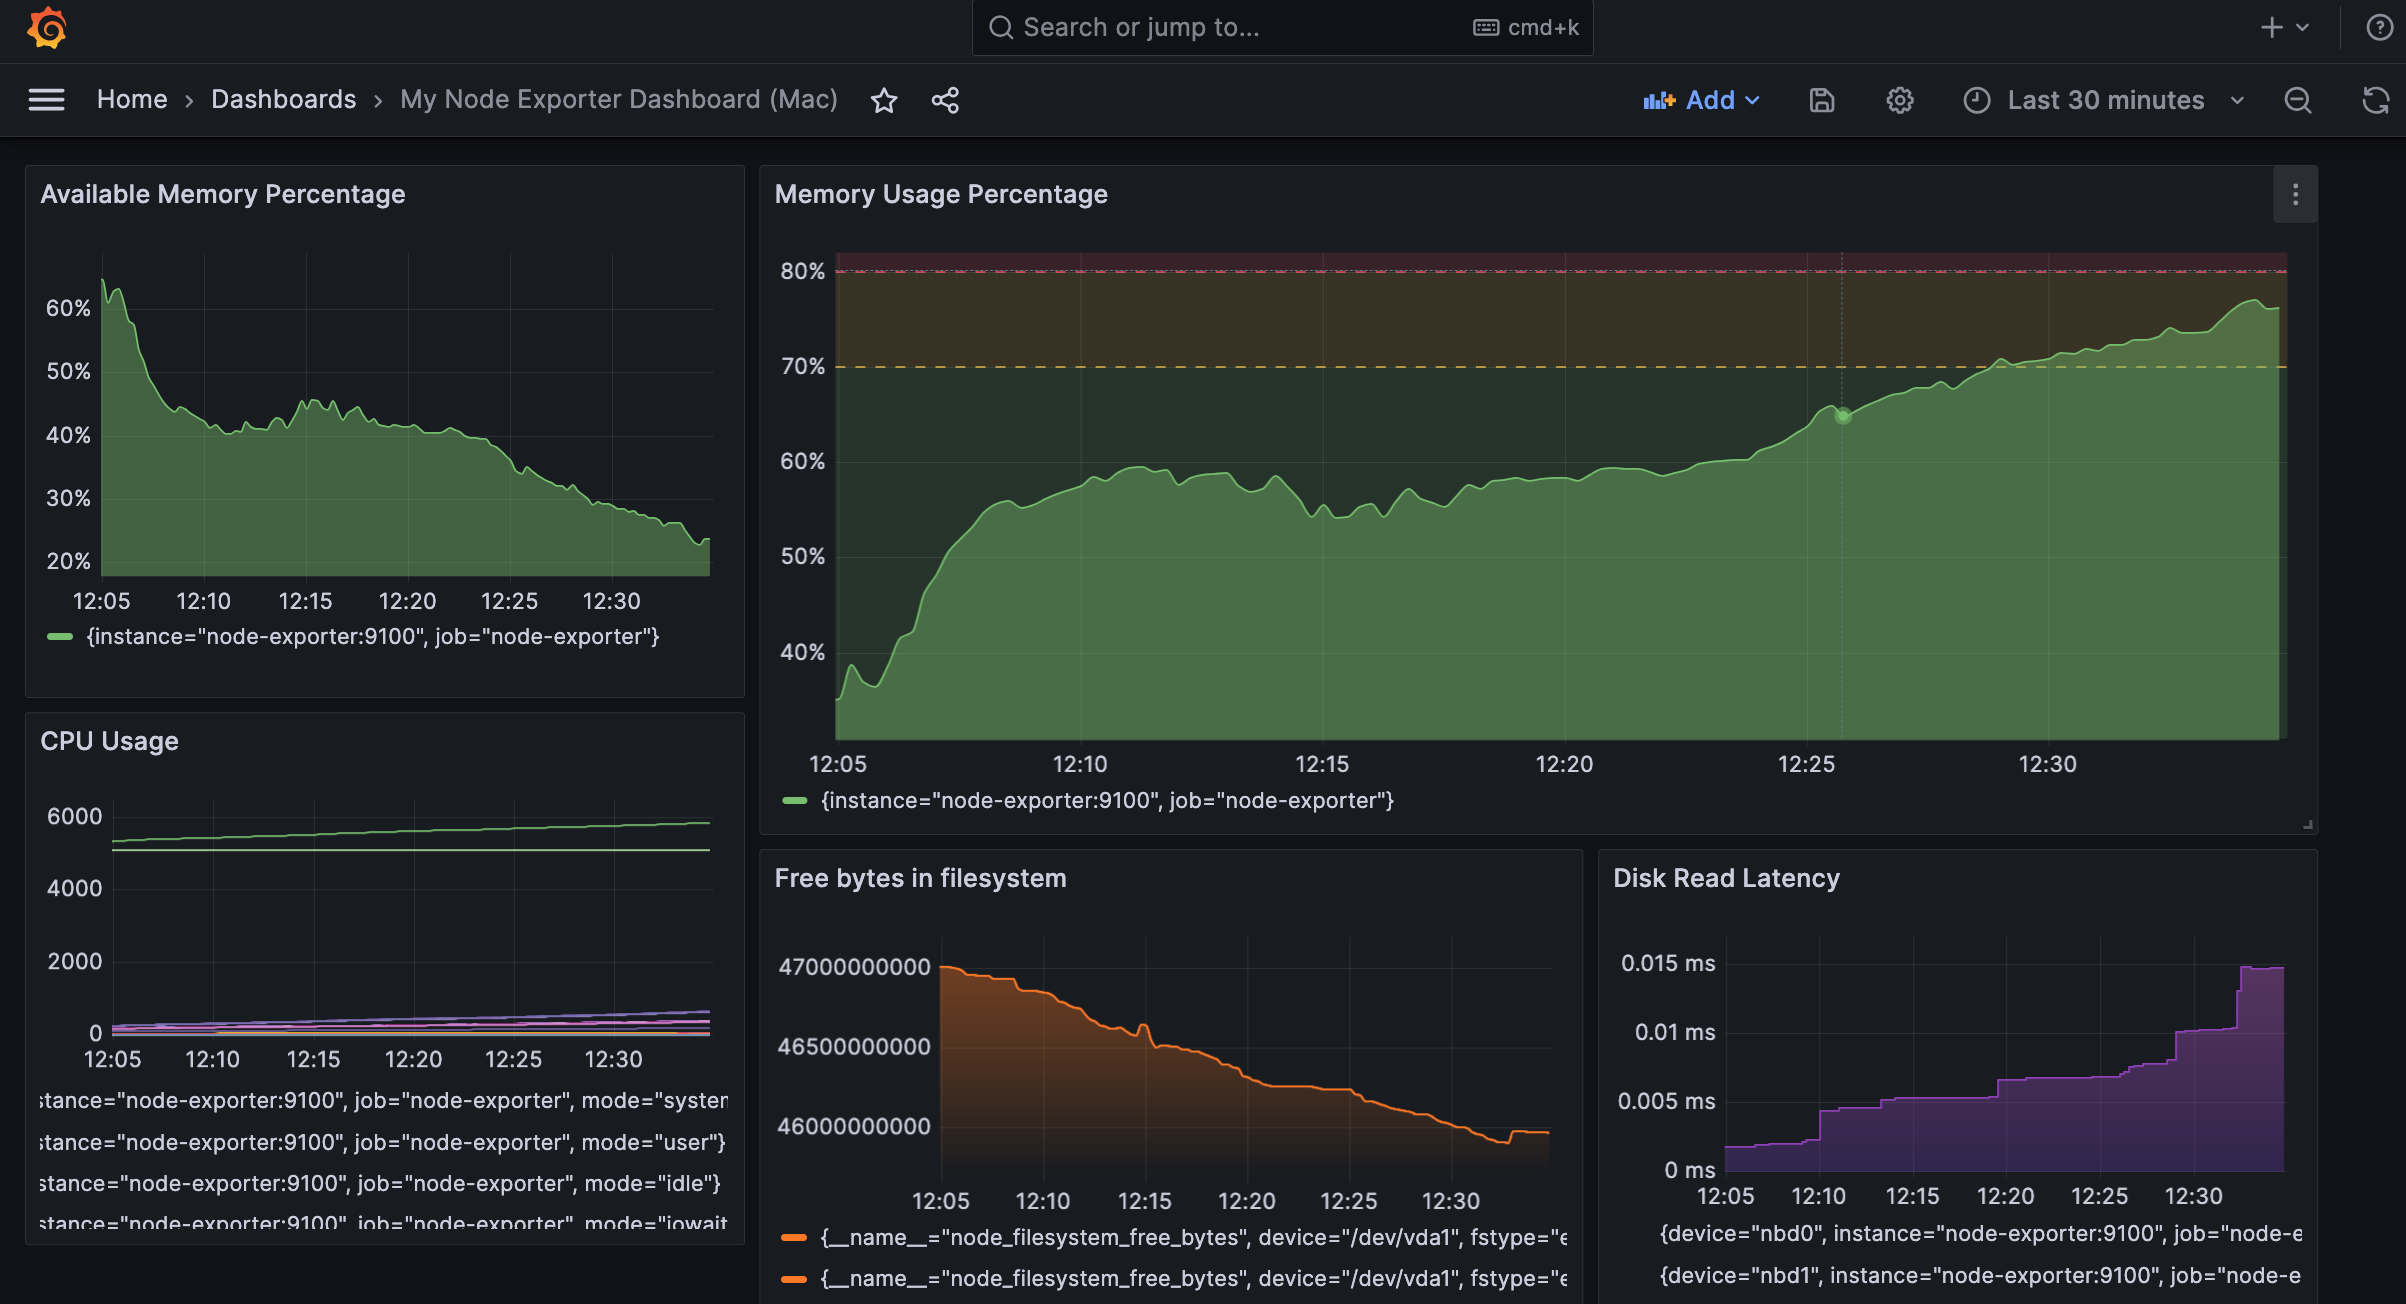 Search or jump to...
cmd+k
Home
Dashboards
My Node Exporter Dashboard (Mac)
Add
Last 30 minutes
Available Memory Percentage
60%
50%
40%
30%
20%
12:05 12:10 12:15 12:20 12:25 12:30
{instance="node-exporter:9100", job="node-exporter"}
Memory Usage Percentage
80%
70%
60%
50%
40%
12:05 12:10 12:15 12:20 12:25 12:30
{instance="node-exporter:9100", job="node-exporter"}
CPU Usage
6000
4000
2000
0
12:05 12:10 12:15 12:20 12:25 12:30
stance="node-exporter:9100", job="node-exporter", mode="system
stance="node-exporter:9100", job="node-exporter", mode="user"}
stance="node-exporter:9100", job="node-exporter", mode="idle"}
stance="node-exporter:9100", job="node-exporter", mode="iowait
Free bytes in filesystem
47000000000
46500000000
46000000000
12:05 12:10 12:15 12:20 12:25 12:30
{__name__="node_filesystem_free_bytes", device="/dev/vda1", fstype="e
{__name__="node_filesystem_free_bytes", device="/dev/vda1", fstype="e
Disk Read Latency
0.015 ms
0.01 ms
0.005 ms
0 ms
12:05 12:10 12:15 12:20 12:25 12:30
{device="nbd0", instance="node-exporter:9100", job="node-e
{device="nbd1", instance="node-exporter:9100", job="node-e